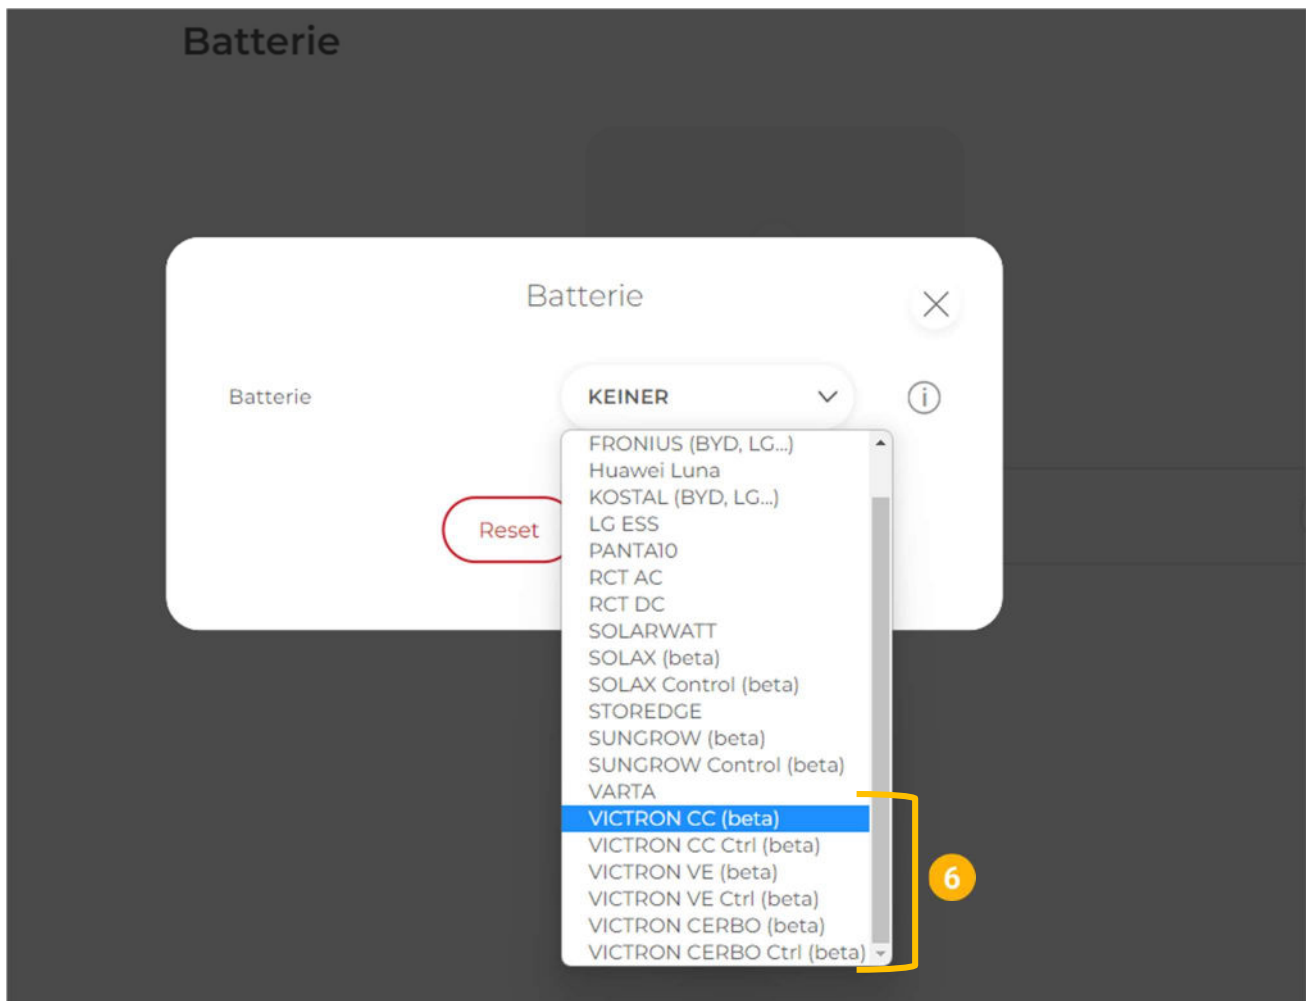 Batterie
Batterie
Batterie
KEINER
FRONIUS (BYD, LG...)
Huawei Luna
KOSTAL (BYD, LG...)
LG ESS
Reset
PANTA10
RCT AC
RCT DC
SOLARWATT
SOLAX (beta)
SOLAX Control (beta)
STOREDGE
SUNGROW (beta)
SUNGROW Control (beta)
VARTA
VICTRON CC (beta)
VICTRON CC Ctrl (beta)
VICTRON VE (beta)
6
VICTRON VE Ctrl (beta)
VICTRON CERBO (beta)
VICTRON CERBO Ctrl (beta)